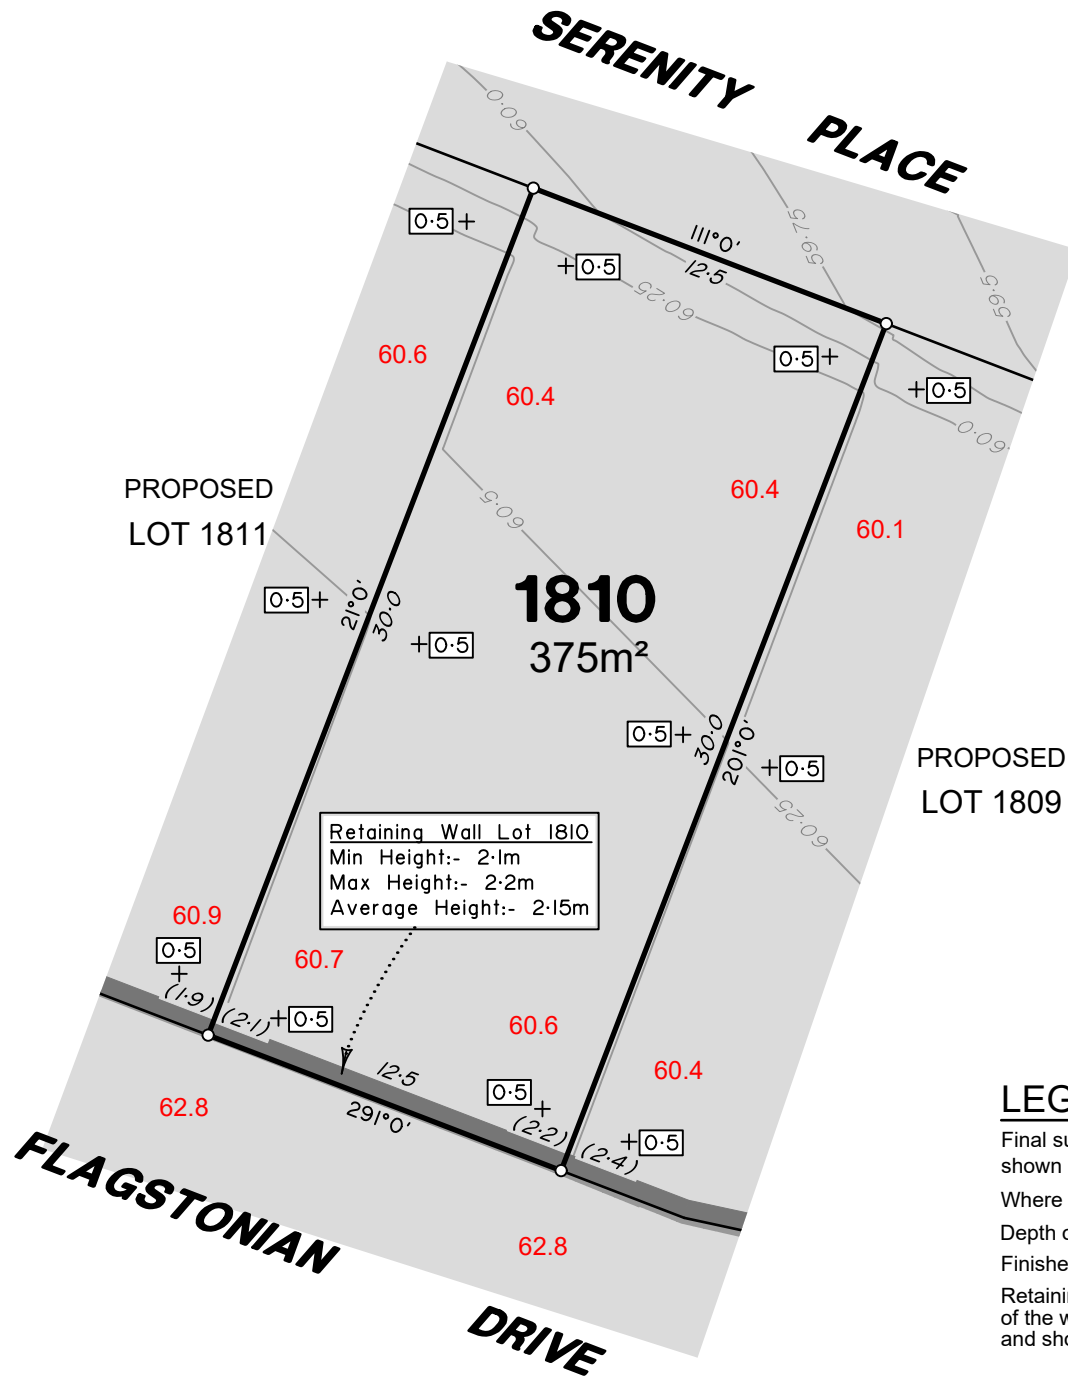 SERENITY PLACE
60·0
59·75
59·5
0·5
0·5
111°0'
12·5
60·25
0·5
0·5
60·0
60.6
60.4
60.4
60.1
60·5
PROPOSED
LOT 1811
1810
375m²
0·5
21°0'
30·0
0·5
0·5
30·0
201°0'
0·5
PROPOSED
LOT 1809
60·25
Retaining Wall Lot 1810
Min Height:- 2·1m
Max Height:- 2·2m
Average Height:- 2·15m
60.9
0·5
60.7
(1·9)
(2·1)
0·5
60.6
60.4
12·5
291°0'
0·5
(2·2)
(2·4)
0·5
62.8
62.8
FLAGSTONIAN DRIVE
LEG
Final su
shown
Where
Depth o
Finishe
Retainin
of the w
and sho